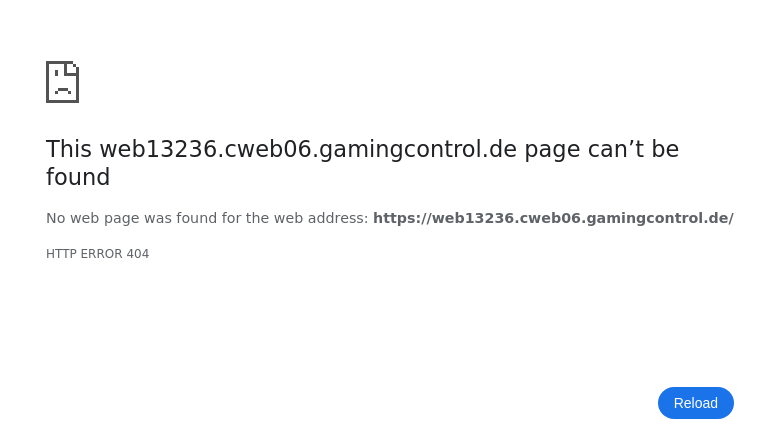 This web13236.cweb06.gamingcontrol.de page can’t be
found
No web page was found for the web address: https://web13236.cweb06.gamingcontrol.de/
HTTP ERROR 404
Reload